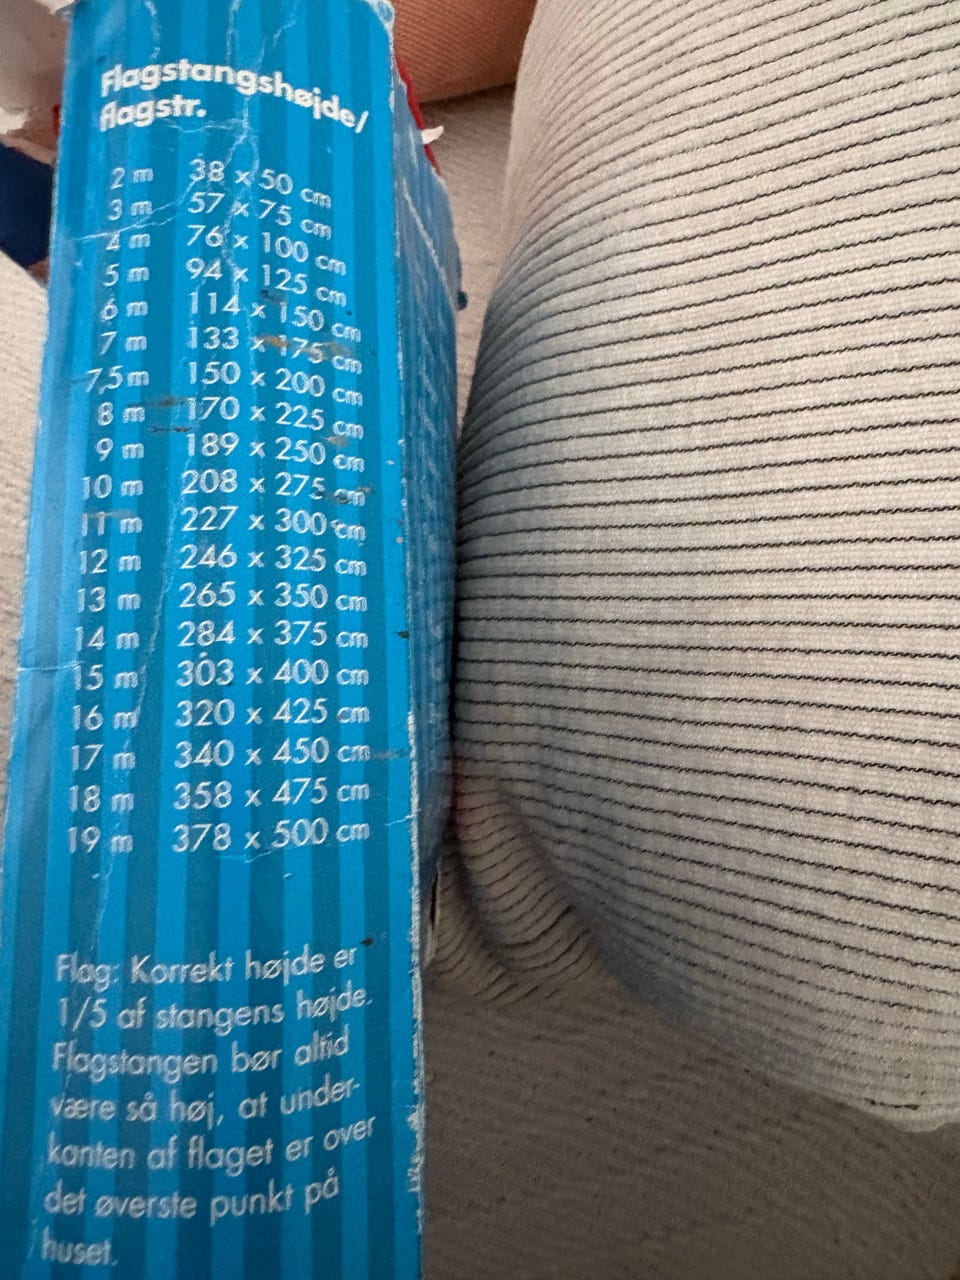 Flagstangshøjde/
flagstr.
2 m 38 x 50 cm
3 m 57 x 75 cm
4 m 76 x 100 cm
5 m 94 x 125 cm
6 m 114 x 150 cm
7 m 133 x 175 cm
7,5 m 150 x 200 cm
8 m 170 x 225 cm
9 m 189 x 250 cm
10 m 208 x 275 cm
11 m 227 x 300 cm
12 m 246 x 325 cm
13 m 265 x 350 cm
14 m 284 x 375 cm
15 m 303 x 400 cm
16 m 320 x 425 cm
17 m 340 x 450 cm
18 m 358 x 475 cm
19 m 378 x 500 cm
Flag: Korrekt højde er
1/5 af stangens højde.
Flagstangen bør altid
være så høj, at under-
kanten af flaget er over
det øverste punkt på
huset.